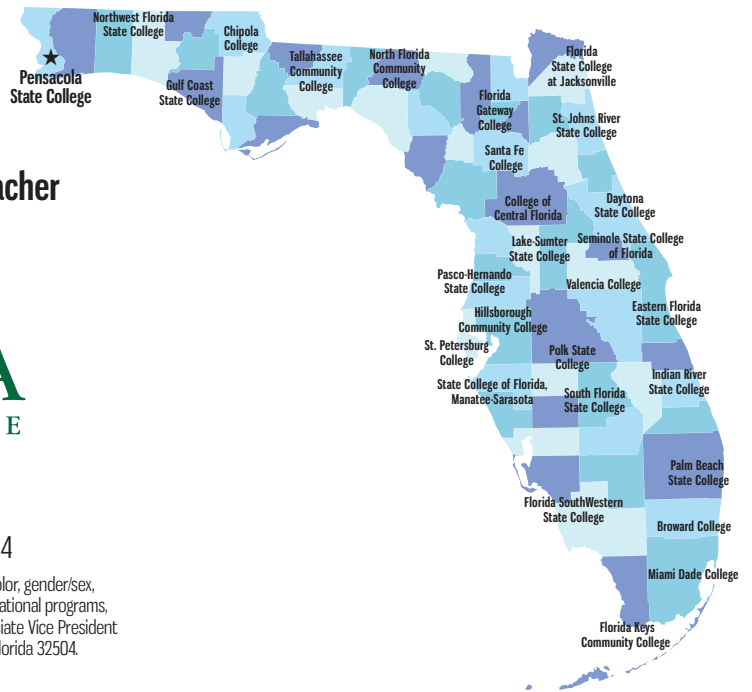 Northwest Florida
State College
Chipola
College
Tallahassee
Community
College
North Florida
Community
College
Florida
State College
at Jacksonville
Pensacola
State College
Gulf Coast
State College
Florida
Gateway
College
St. Johns River
State College
Santa Fe
College
acher
College of
Central Florida
Daytona
State College
Lake-Sumter
State College
Seminole State College
of Florida
Pasco-Hernando
State College
Valencia College
Hillsborough
Community College
Eastern Florida
State College
St. Petersburg
College
Polk State
College
A
E
State College of Florida,
Manatee-Sarasota
South Florida
State College
Indian River
State College
Palm Beach
State College
Florida SouthWestern
State College
Broward College
4
olor, gender/sex,
ational programs,
ciate Vice President
lorida 32504.
Miami Dade College
Florida Keys
Community College